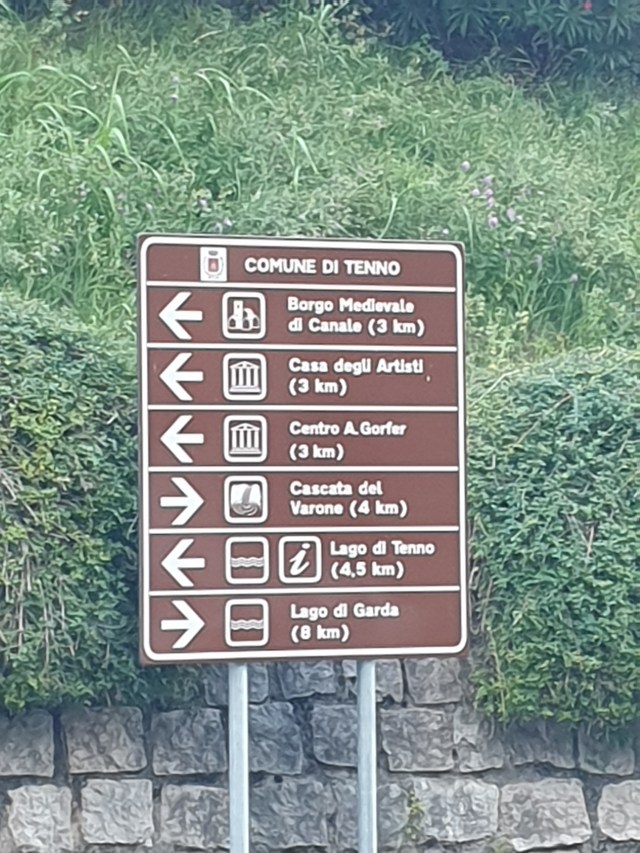 COMUNE DI TENNO
Borgo Medievale
di Canale (3 km)
Casa degli Artisti
(3 km)
Centro A.Gorfer
(3 km)
Cascata del
Varone (4 km)
i Lago di Tenno
(4,5 km)
Lago di Garda
(8 km)